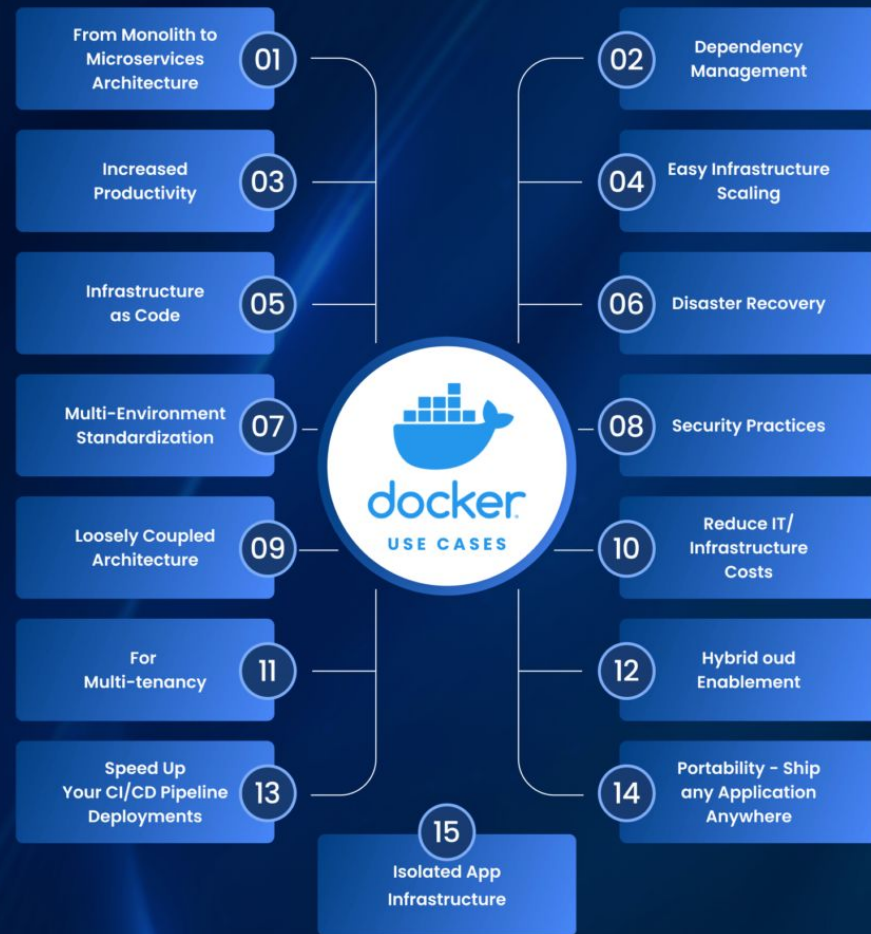 From Monolith to
Microservices
Architecture
01
02
Dependency
Management
Increased
Productivity
03
04
Easy Infrastructure
Scaling
Infrastructure
as Code
05
06
Disaster Recovery
Multi-Environment
Standardization
07
08
Security Practices
docker
USE CASES
Loosely Coupled
Architecture
09
10
Reduce IT/
Infrastructure
Costs
For
Multi-tenancy
11
12
Hybrid oud
Enablement
Speed Up
Your CI/CD Pipeline
Deployments
13
14
Portability - Ship
any Application
Anywhere
15
Isolated App
Infrastructure